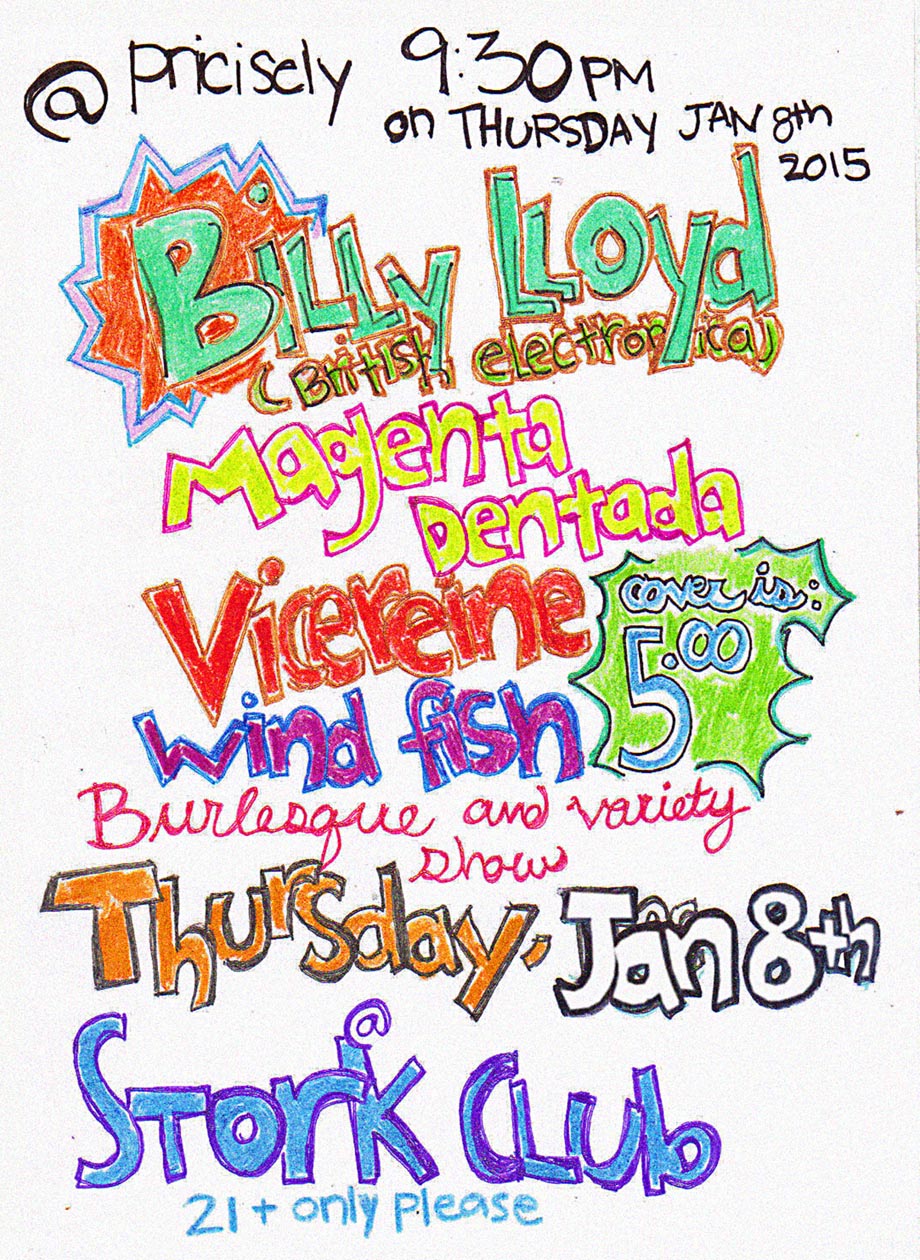 @ pricisely 9:30 PM
on THURSDAY JAN 8th
2015
BiLLy LLOyd
(British electronica)
Magenta
Dentada
Vicereine
cover is:
5.00
wind fish
Burlesque and variety
show
Thursday, Jan 8th
@
STorK CLub
21+ only please